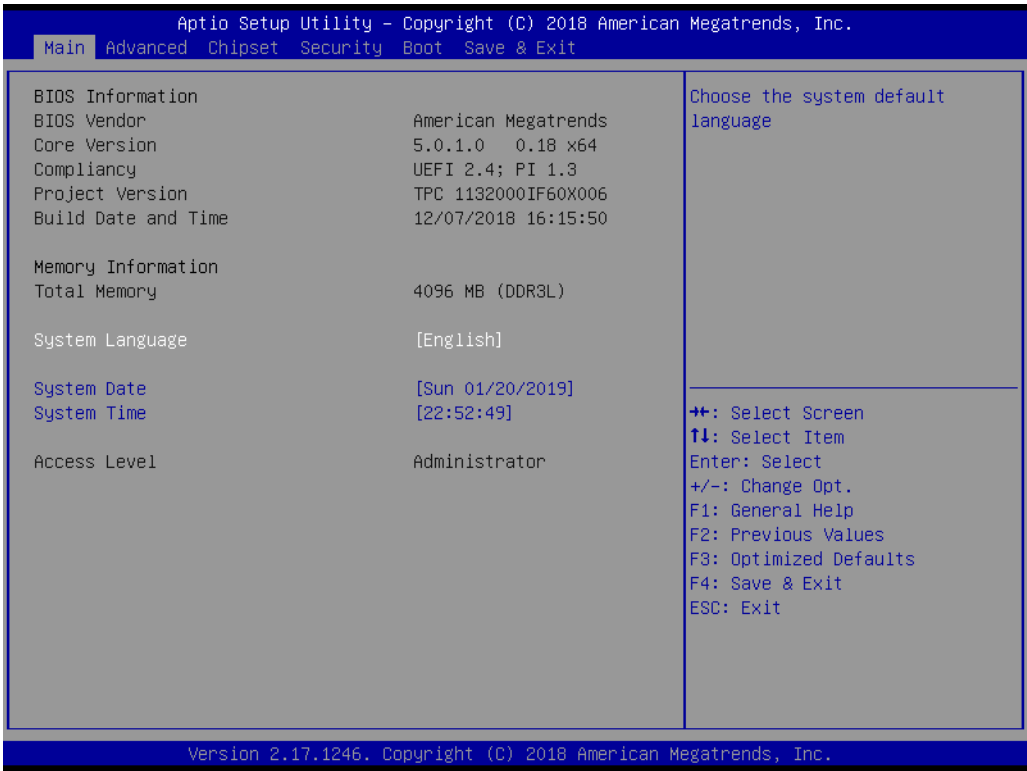 Aptio Setup Utility – Copyright (C) 2018 American Megatrends, Inc.
Main Advanced Chipset Security Boot Save & Exit
BIOS Information
BIOS Vendor American Megatrends
Core Version 5.0.1.0 0.18 x64
Compliancy UEFI 2.4; PI 1.3
Project Version TPC 1132000IF60X006
Build Date and Time 12/07/2018 16:15:50
Memory Information
Total Memory 4096 MB (DDR3L)
System Language [English]
System Date [Sun 01/20/2019]
System Time [22:52:49]
Access Level Administrator
Choose the system default
language
→←: Select Screen
↑↓: Select Item
Enter: Select
+/-: Change Opt.
F1: General Help
F2: Previous Values
F3: Optimized Defaults
F4: Save & Exit
ESC: Exit
Version 2.17.1246. Copyright (C) 2018 American Megatrends, Inc.